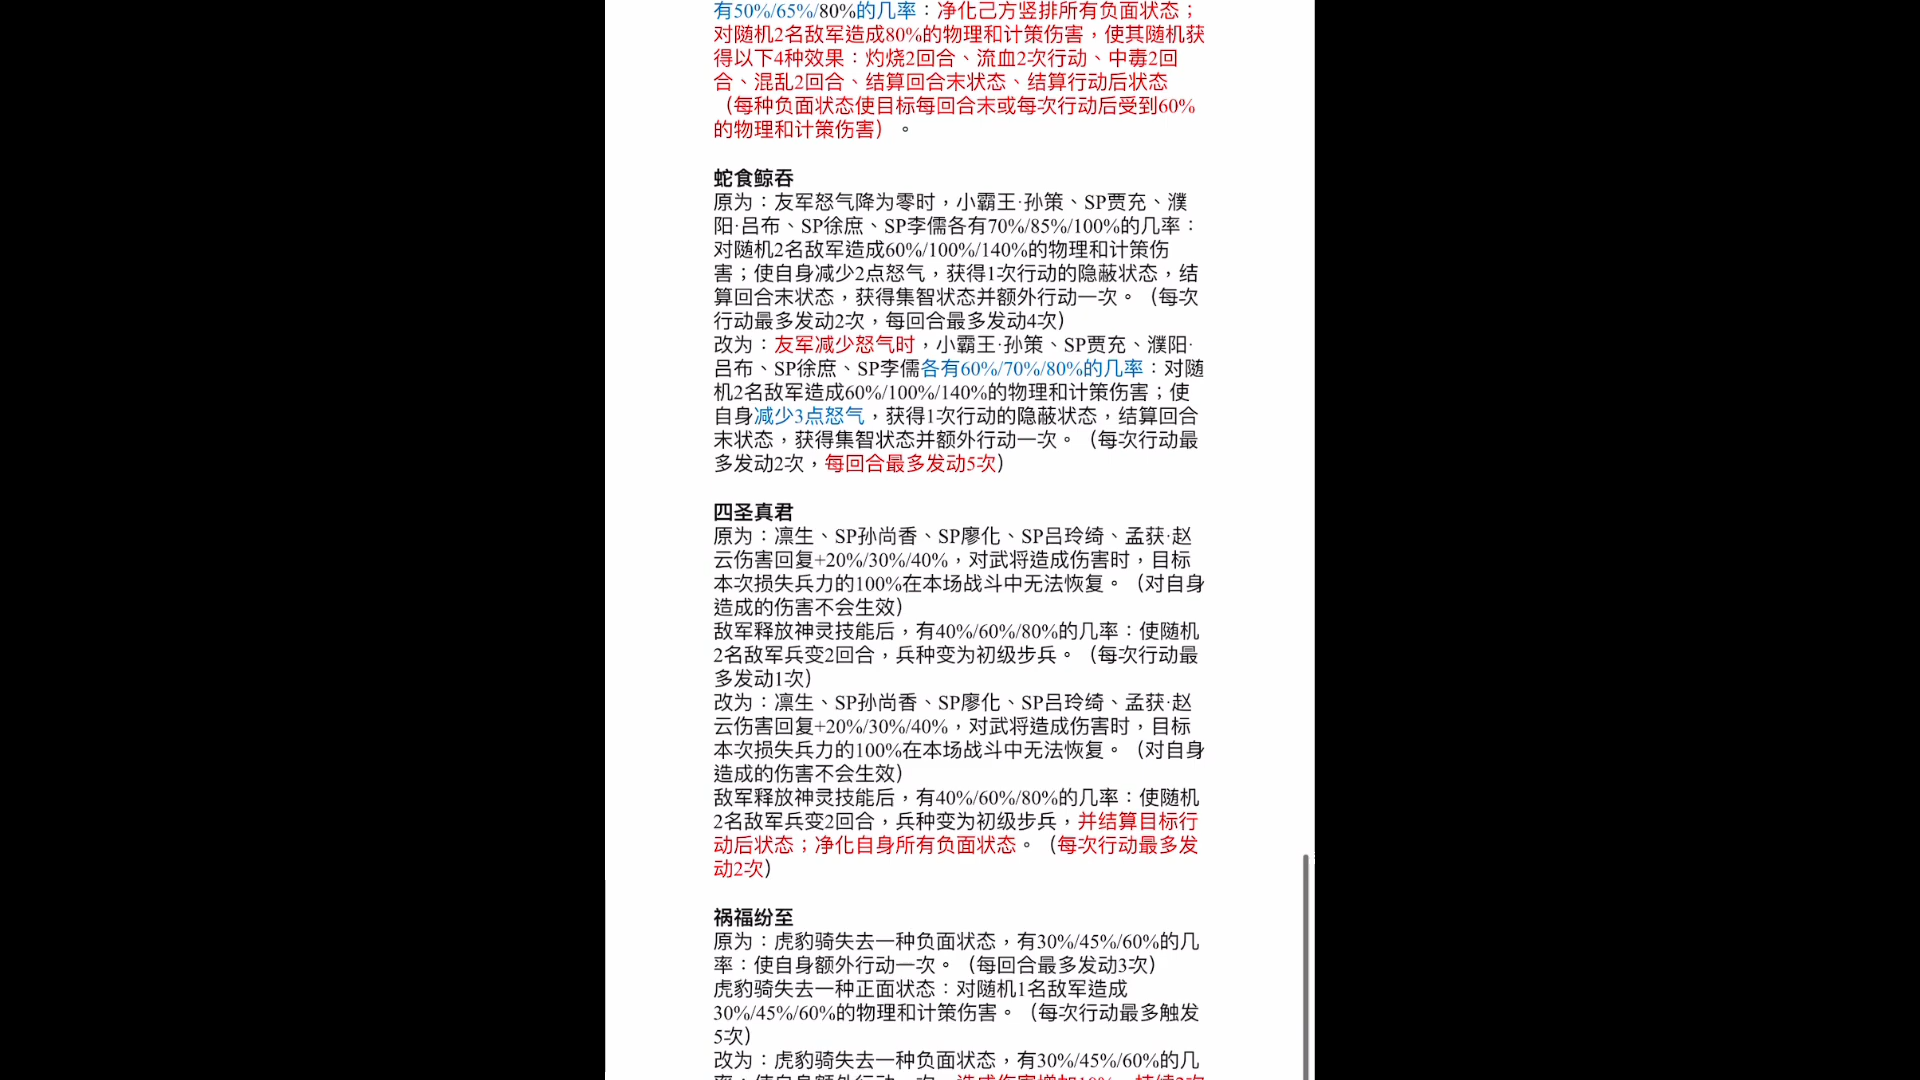 有50%/65%/80%的几率：净化己方竖排所有负面状态；
对随机2名敌军造成80%的物理和计策伤害，使其随机获
得以下4种效果：灼烧2回合、流血2次行动、中毒2回
合、混乱2回合、结算回合末状态、结算行动后状态
（每种负面状态使目标每回合末或每次行动后受到60%
的物理和计策伤害）。
蛇食鲸吞
原为：友军怒气降为零时，小霸王·孙策、SP贾充、濮
阳·吕布、SP徐庶、SP李儒各有70%/85%/100%的几率：
对随机2名敌军造成60%/100%/140%的物理和计策伤
害；使自身减少2点怒气，获得1次行动的隐蔽状态，结
算回合末状态，获得集智状态并额外行动一次。（每次
行动最多发动2次，每回合最多发动4次）
改为：友军减少怒气时，小霸王·孙策、SP贾充、濮阳·
吕布、SP徐庶、SP李儒各有60%/70%/80%的几率：对随
机2名敌军造成60%/100%/140%的物理和计策伤害；使
自身减少3点怒气，获得1次行动的隐蔽状态，结算回合
末状态，获得集智状态并额外行动一次。（每次行动最
多发动2次，每回合最多发动5次）
四圣真君
原为：凛生、SP孙尚香、SP廖化、SP吕玲绮、孟获·赵
云伤害回复+20%/30%/40%，对武将造成伤害时，目标
本次损失兵力的100%在本场战斗中无法恢复。（对自身
造成的伤害不会生效）
敌军释放神灵技能后，有40%/60%/80%的几率：使随机
2名敌军兵变2回合，兵种变为初级步兵。（每次行动最
多发动1次）
改为：凛生、SP孙尚香、SP廖化、SP吕玲绮、孟获·赵
云伤害回复+20%/30%/40%，对武将造成伤害时，目标
本次损失兵力的100%在本场战斗中无法恢复。（对自身
造成的伤害不会生效）
敌军释放神灵技能后，有40%/60%/80%的几率：使随机
2名敌军兵变2回合，兵种变为初级步兵，并结算目标行
动后状态；净化自身所有负面状态。（每次行动最多发
动2次）
祸福纷至
原为：虎豹骑失去一种负面状态，有30%/45%/60%的几
率：使自身额外行动一次。（每回合最多发动3次）
虎豹骑失去一种正面状态：对随机1名敌军造成
30%/45%/60%的物理和计策伤害。（每次行动最多触发
5次）
改为：虎豹骑失去一种负面状态，有30%/45%/60%的几